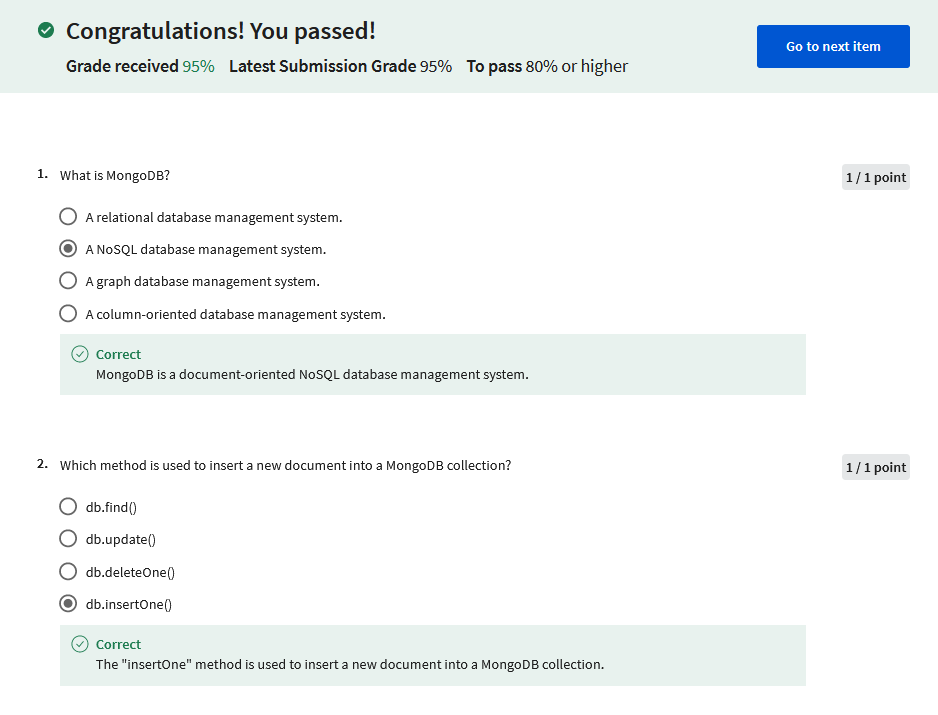 Congratulations! You passed!
Grade received 95% Latest Submission Grade 95% To pass 80% or higher
Go to next item
1. What is MongoDB?
1 / 1 point
A relational database management system.
A NoSQL database management system.
A graph database management system.
A column-oriented database management system.
Correct
MongoDB is a document-oriented NoSQL database management system.
2. Which method is used to insert a new document into a MongoDB collection?
1 / 1 point
db.find()
db.update()
db.deleteOne()
db.insertOne()
Correct
The "insertOne" method is used to insert a new document into a MongoDB collection.